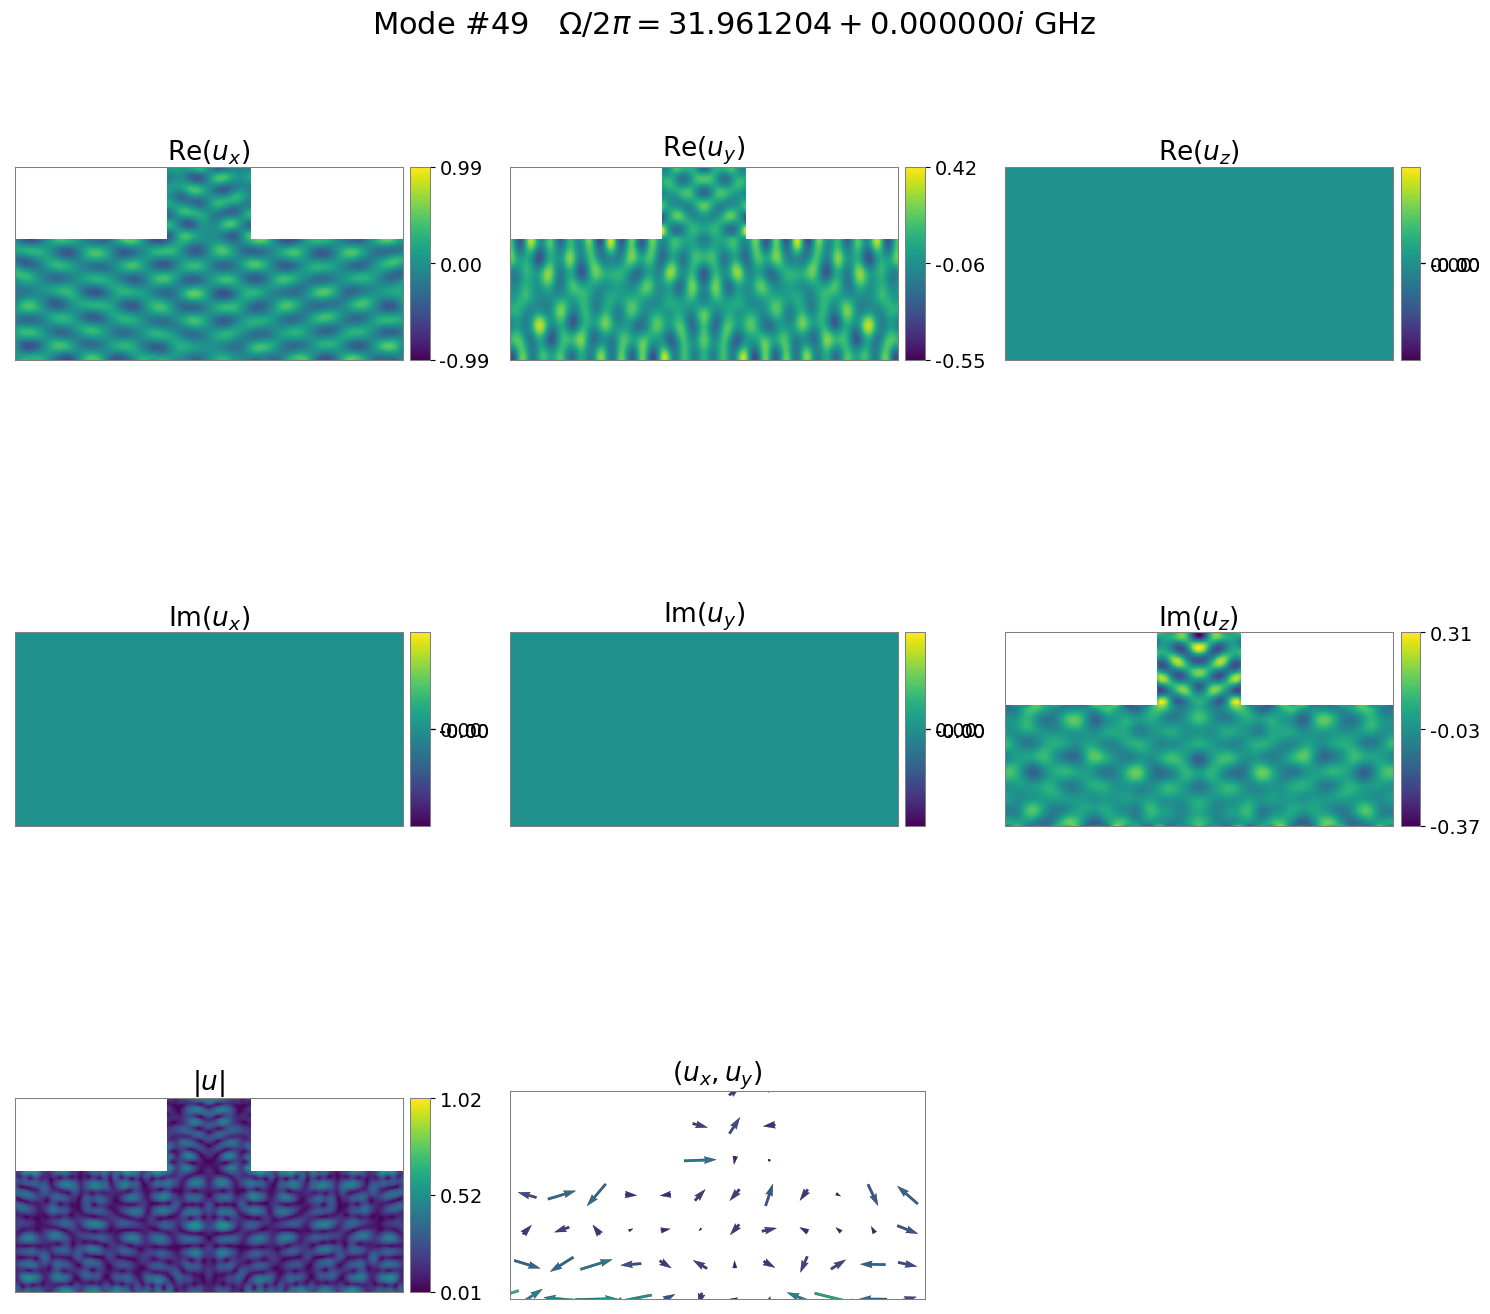 Mode #49 Ω/2π = 31.961204 + 0.000000i GHz
Re(u_x)
0.99
0.00
-0.99
Re(u_y)
0.42
-0.06
-0.55
Re(u_z)
Im(u_x)
Im(u_y)
Im(u_z)
0.31
-0.03
-0.37
|u|
1.02
0.52
0.01
(u_x, u_y)